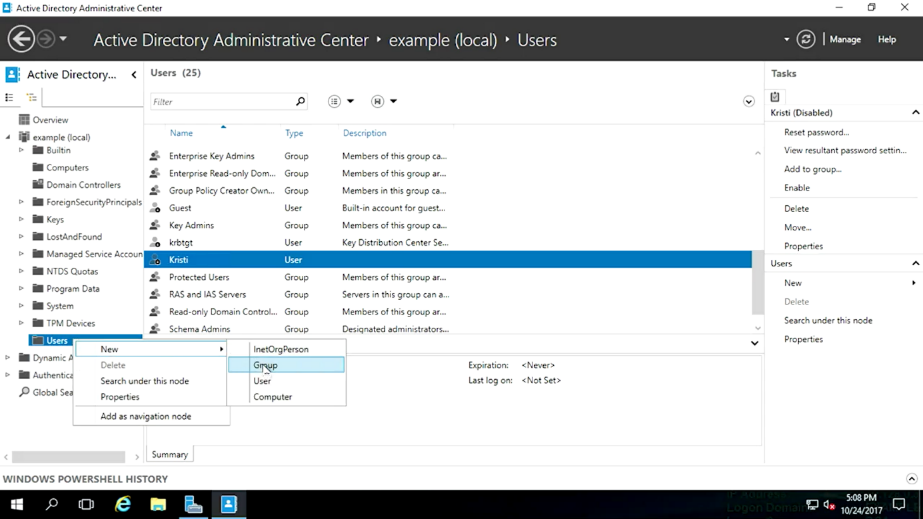 Active Directory Administrative Center
Active Directory Administrative Center • example (local) • Users
Manage
Help
Active Directory...
Overview
example (local)
Builtin
Computers
Domain Controllers
ForeignSecurityPrincipals
Keys
LostAndFound
Managed Service Accoun
NTDS Quotas
Program Data
System
TPM Devices
Users
Dynamic A
Authentica
Global Sea
Users (25)
Filter
Name Type Description
Enterprise Key Admins Group Members of this group ca...
Enterprise Read-only Dom... Group Members of this group ca...
Group Policy Creator Own... Group Members in this group ca...
Guest User Built-in account for guest...
Key Admins Group Members of this group ca...
krbtgt User Key Distribution Center Se...
Kristi User
Protected Users Group Members of this group ar...
RAS and IAS Servers Group Servers in this group can a...
Read-only Domain Control... Group Members of this group ar...
Schema Admins Group Designated administrators...
New
Delete
Search under this node
Properties
Add as navigation node
InetOrgPerson
Group
User
Computer
Expiration: <Never>
Last log on: <Not Set>
Summary
Tasks
Kristi (Disabled)
Reset password...
View resultant password settin...
Add to group...
Enable
Delete
Move...
Properties
Users
New
Delete
Search under this node
Properties
WINDOWS POWERSHELL HISTORY
IP Address
Logon Domain
5:08 PM
10/24/2017